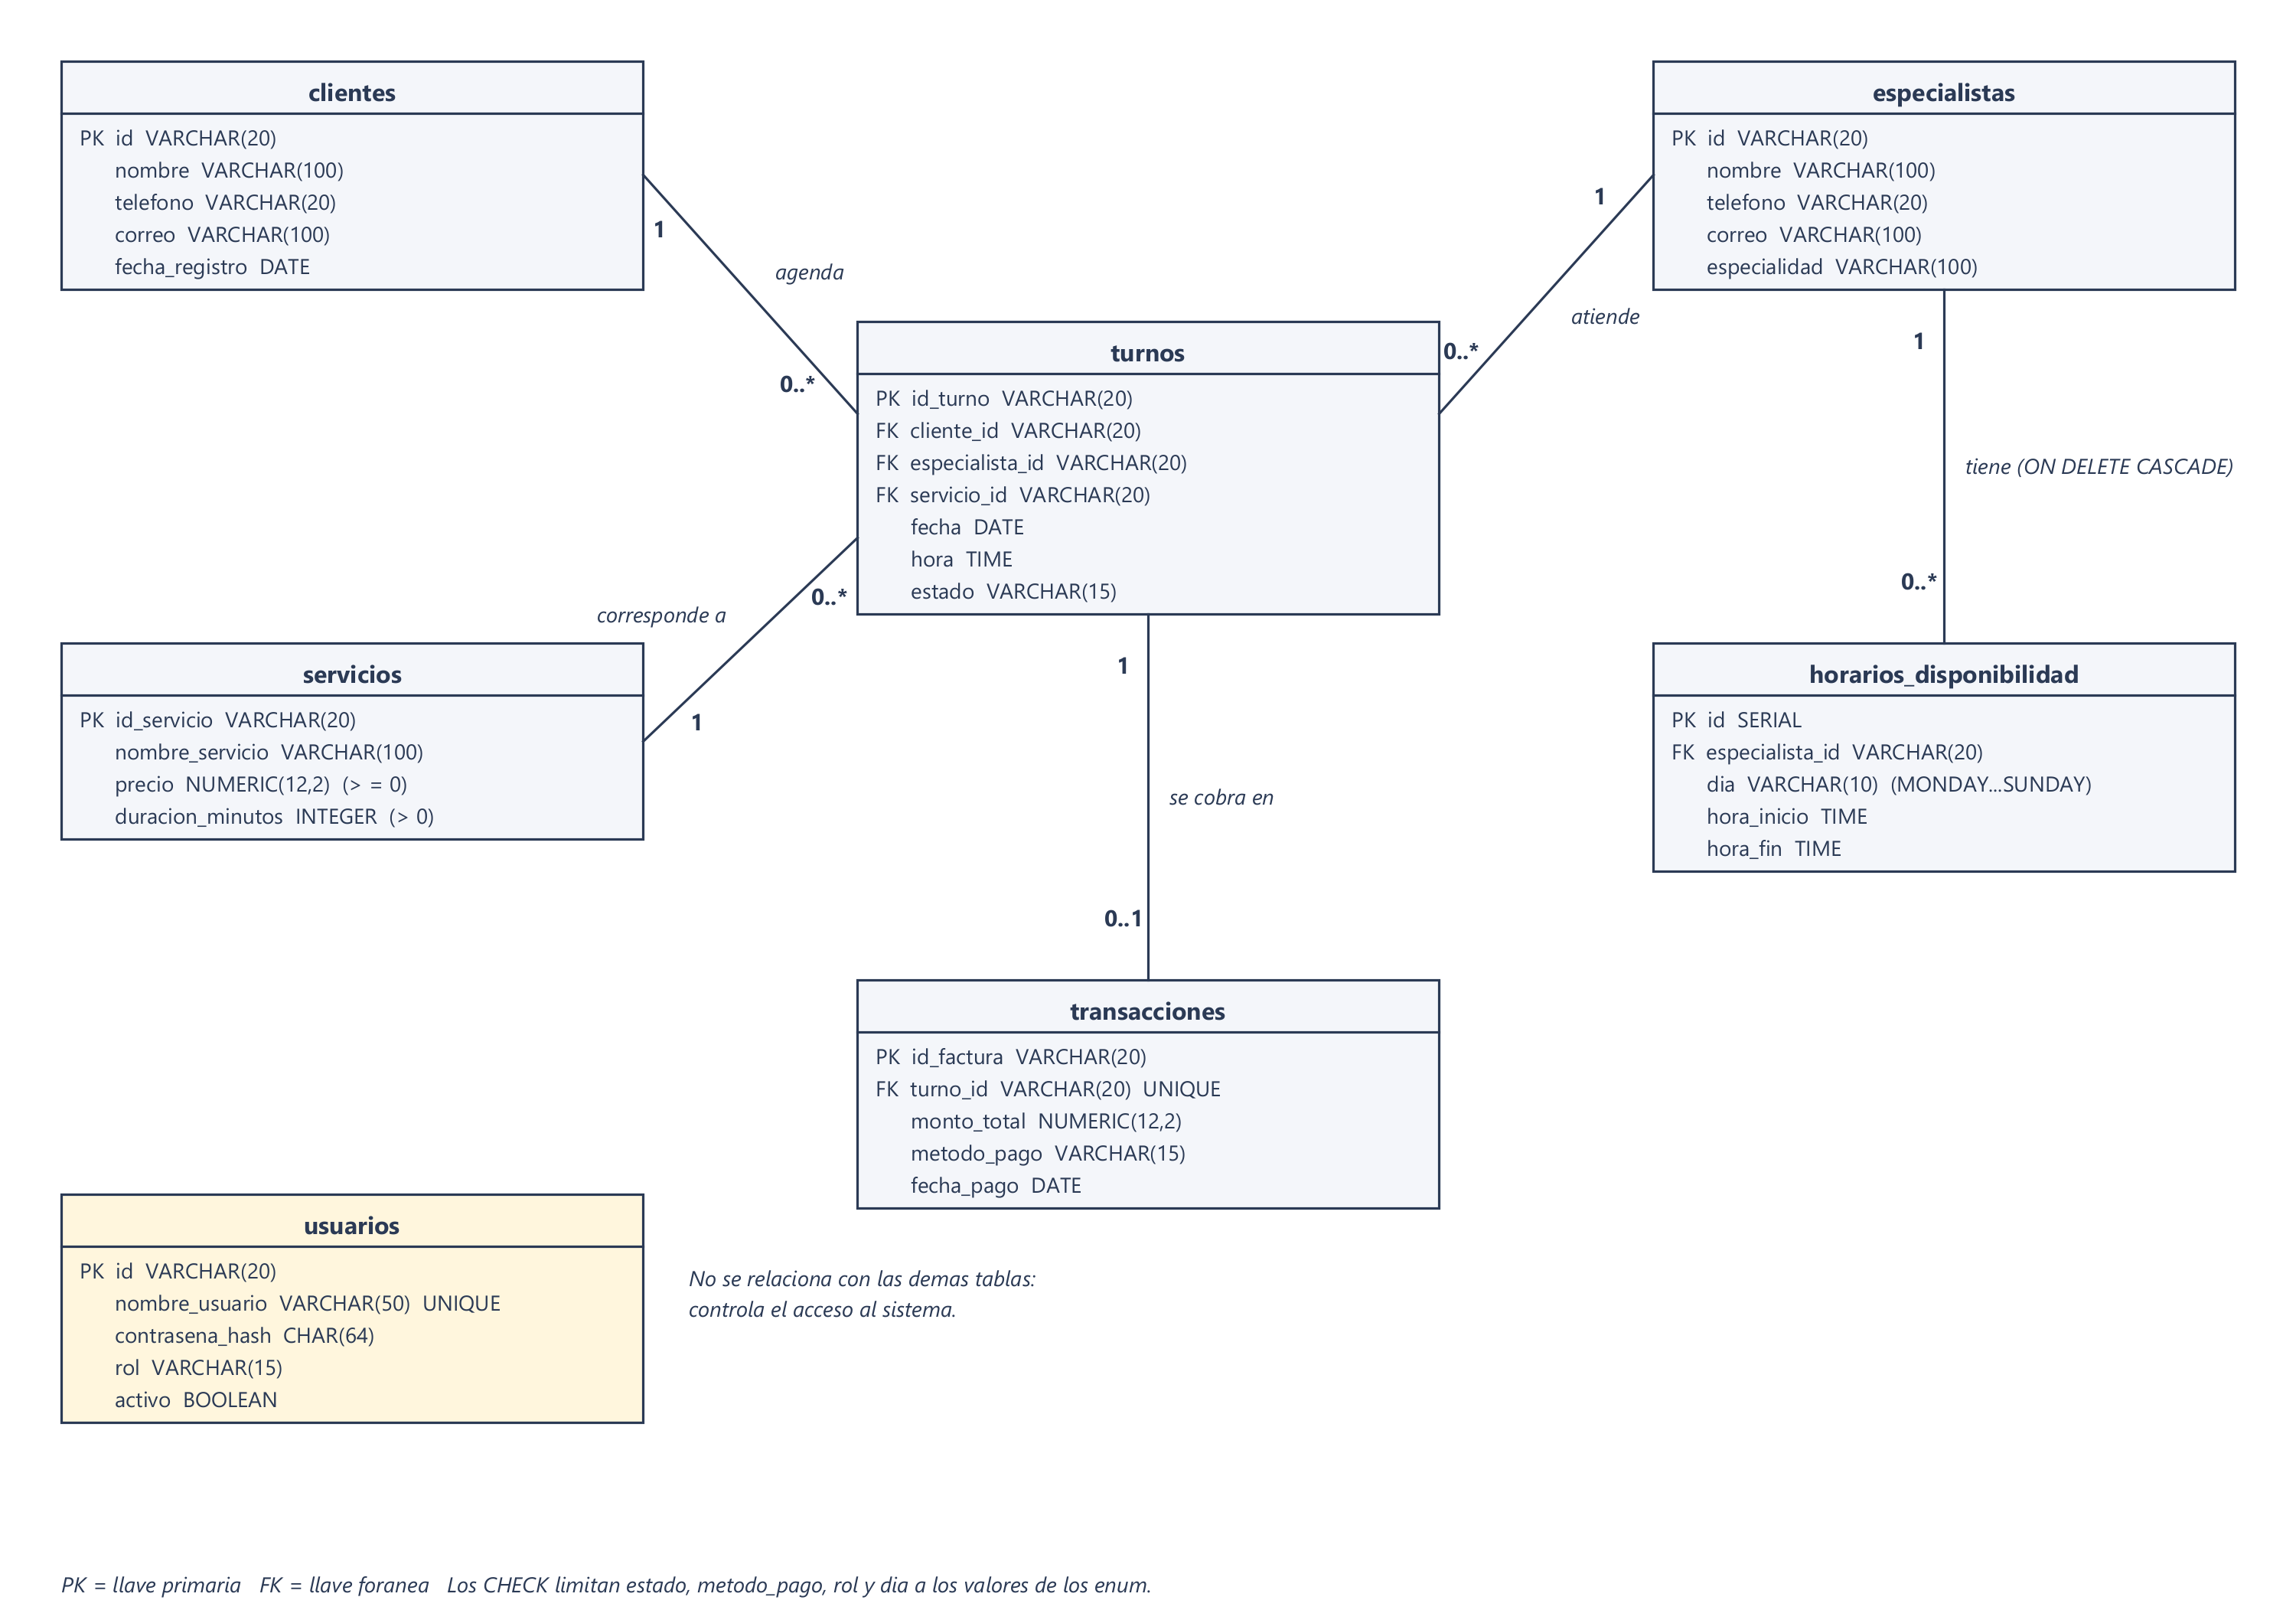 clientes
PK id VARCHAR(20)
nombre VARCHAR(100)
telefono VARCHAR(20)
correo VARCHAR(100)
fecha_registro DATE
1
agenda
0..*
especialistas
PK id VARCHAR(20)
nombre VARCHAR(100)
telefono VARCHAR(20)
correo VARCHAR(100)
especialidad VARCHAR(100)
1
atiende
0..*
turnos
PK id_turno VARCHAR(20)
FK cliente_id VARCHAR(20)
FK especialista_id VARCHAR(20)
FK servicio_id VARCHAR(20)
fecha DATE
hora TIME
estado VARCHAR(15)
1
tiene (ON DELETE CASCADE)
0..*
corresponde a
0..*
1
servicios
PK id_servicio VARCHAR(20)
nombre_servicio VARCHAR(100)
precio NUMERIC(12,2) (> = 0)
duracion_minutos INTEGER (> 0)
1
se cobra en
0..1
horarios_disponibilidad
PK id SERIAL
FK especialista_id VARCHAR(20)
dia VARCHAR(10) (MONDAY...SUNDAY)
hora_inicio TIME
hora_fin TIME
transacciones
PK id_factura VARCHAR(20)
FK turno_id VARCHAR(20) UNIQUE
monto_total NUMERIC(12,2)
metodo_pago VARCHAR(15)
fecha_pago DATE
usuarios
PK id VARCHAR(20)
nombre_usuario VARCHAR(50) UNIQUE
contrasena_hash CHAR(64)
rol VARCHAR(15)
activo BOOLEAN
No se relaciona con las demas tablas:
controla el acceso al sistema.
PK = llave primaria FK = llave foranea Los CHECK limitan estado, metodo_pago, rol y dia a los valores de los enum.